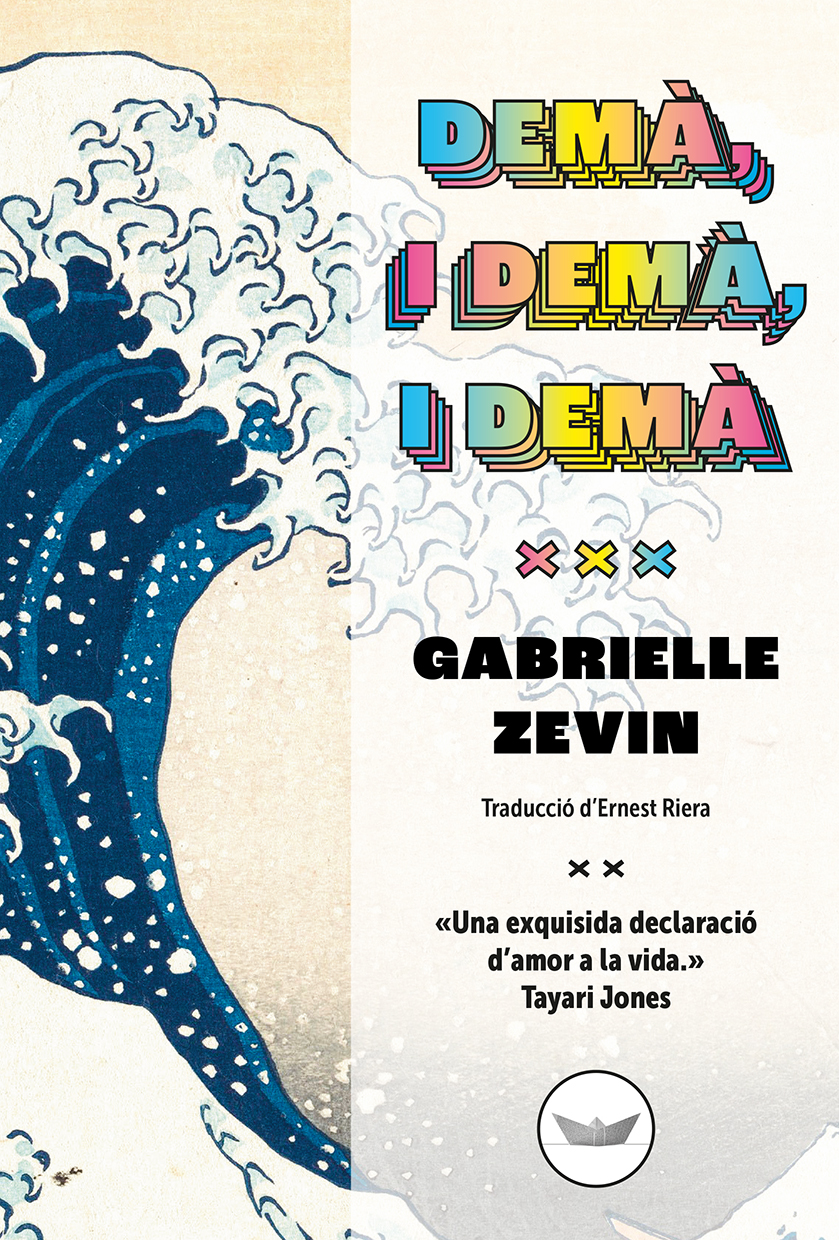 DEMÀ,
I DEMÀ,
I DEMÀ
GABRIELLE
ZEVIN
Traducció d’Ernest Riera
«Una exquisida declaració
d’amor a la vida.»
Tayari Jones